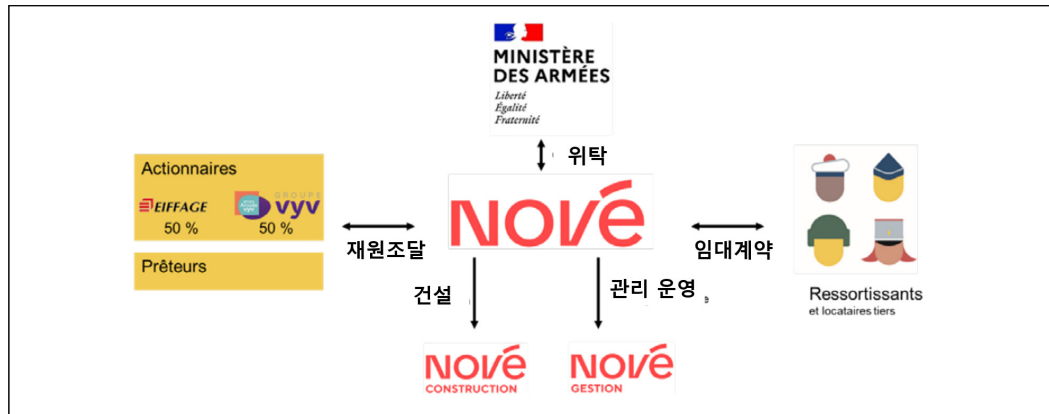 MINISTÈRE
DES ARMÉES
Liberté
Égalité
Fraternité
위탁
Actionnaires
EIFFAGE
GROUPE
vyv
50 %
50 %
Prêteurs
재원조달
NOVé
임대계약
건설
관리 운영
Ressortissants
et locataires tiers
NOVé
CONSTRUCTION
NOVé
GESTION